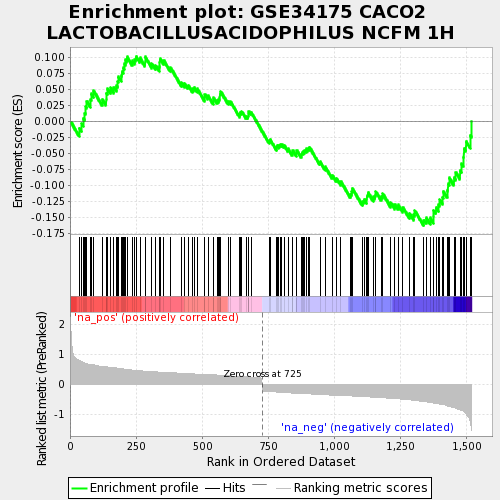 Enrichment plot: GSE34175 CACO2
LACTOBACILLUSACIDOPHILUS NCFM 1H
Enrichment score (ES)
0.100
0.075
0.050
0.025
0.000
-0.025
-0.050
-0.075
-0.100
-0.125
-0.150
-0.175
'na_pos' (positively correlated)
Ranked list metric (PreRanked)
2
1
0
-1
Zero cross at 725
'na_neg' (negatively correlated)
0 250 500 750 1,000 1,250 1,500
Rank in Ordered Dataset
Enrichment profile Hits Ranking metric scores